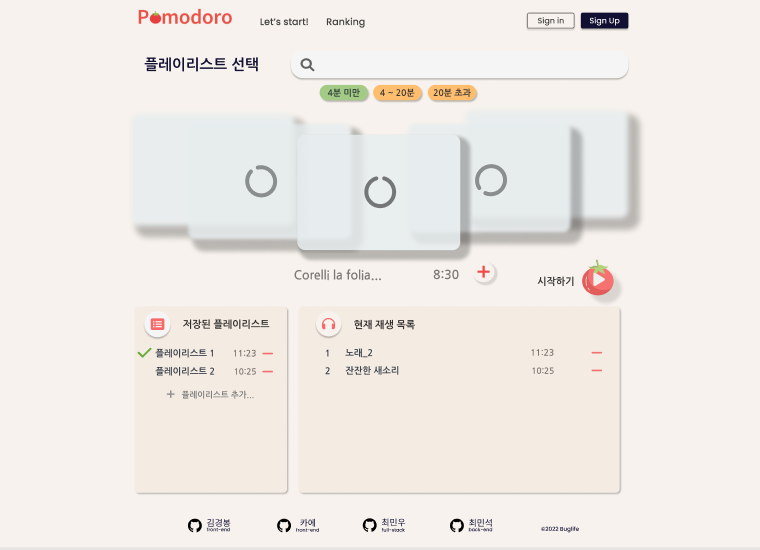 Pomodoro Let's start! Ranking Sign in Sign Up
플레이리스트 선택
4분 미만 4 ~ 20분 20분 초과
Corelli la folia... 8:30
시작하기
저장된 플레이리스트
플레이리스트 1 11:23
플레이리스트 2 10:25
+ 플레이리스트 추가...
현재 재생 목록
1 노래_2 11:23
2 잔잔한 새소리 10:25
김경봉
front-end
카에
front-end
최민우
full-stack
최민석
back-end
©2022 Buglife